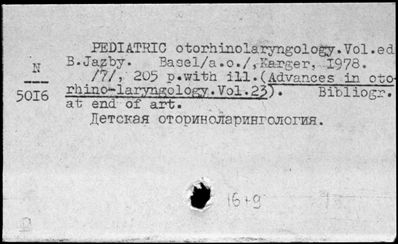 PEDIATRIC otorhinolaryngology.Vol.ed
B.Jazby. Basel/a.o./,Karger, 1978.
N
/7/, 205 p.with ill.(Advances in oto-
5016
rhino-laryngology.Vol.23). Bibliogr.
at end of art.
Детская оториноларингология.
16+9